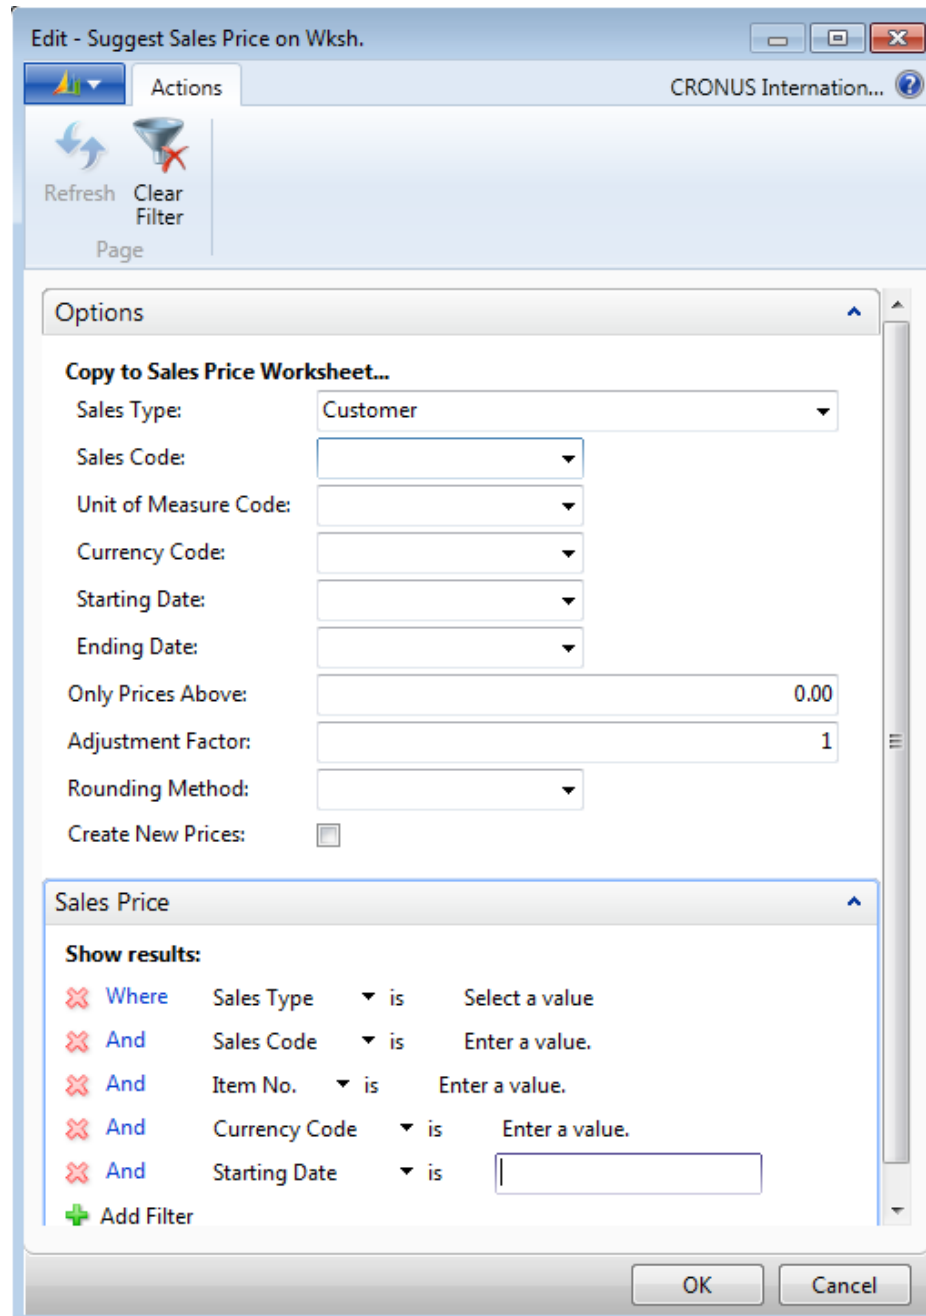 Edit - Suggest Sales Price on Wksh.
Actions
CRONUS Internation...
Refresh
Clear
Filter
Page
Options
Copy to Sales Price Worksheet...
Sales Type: Customer
Sales Code:
Unit of Measure Code:
Currency Code:
Starting Date:
Ending Date:
Only Prices Above: 0.00
Adjustment Factor: 1
Rounding Method:
Create New Prices:
Sales Price
Show results:
Where Sales Type is Select a value
And Sales Code is Enter a value.
And Item No. is Enter a value.
And Currency Code is Enter a value.
And Starting Date is
Add Filter
OK Cancel